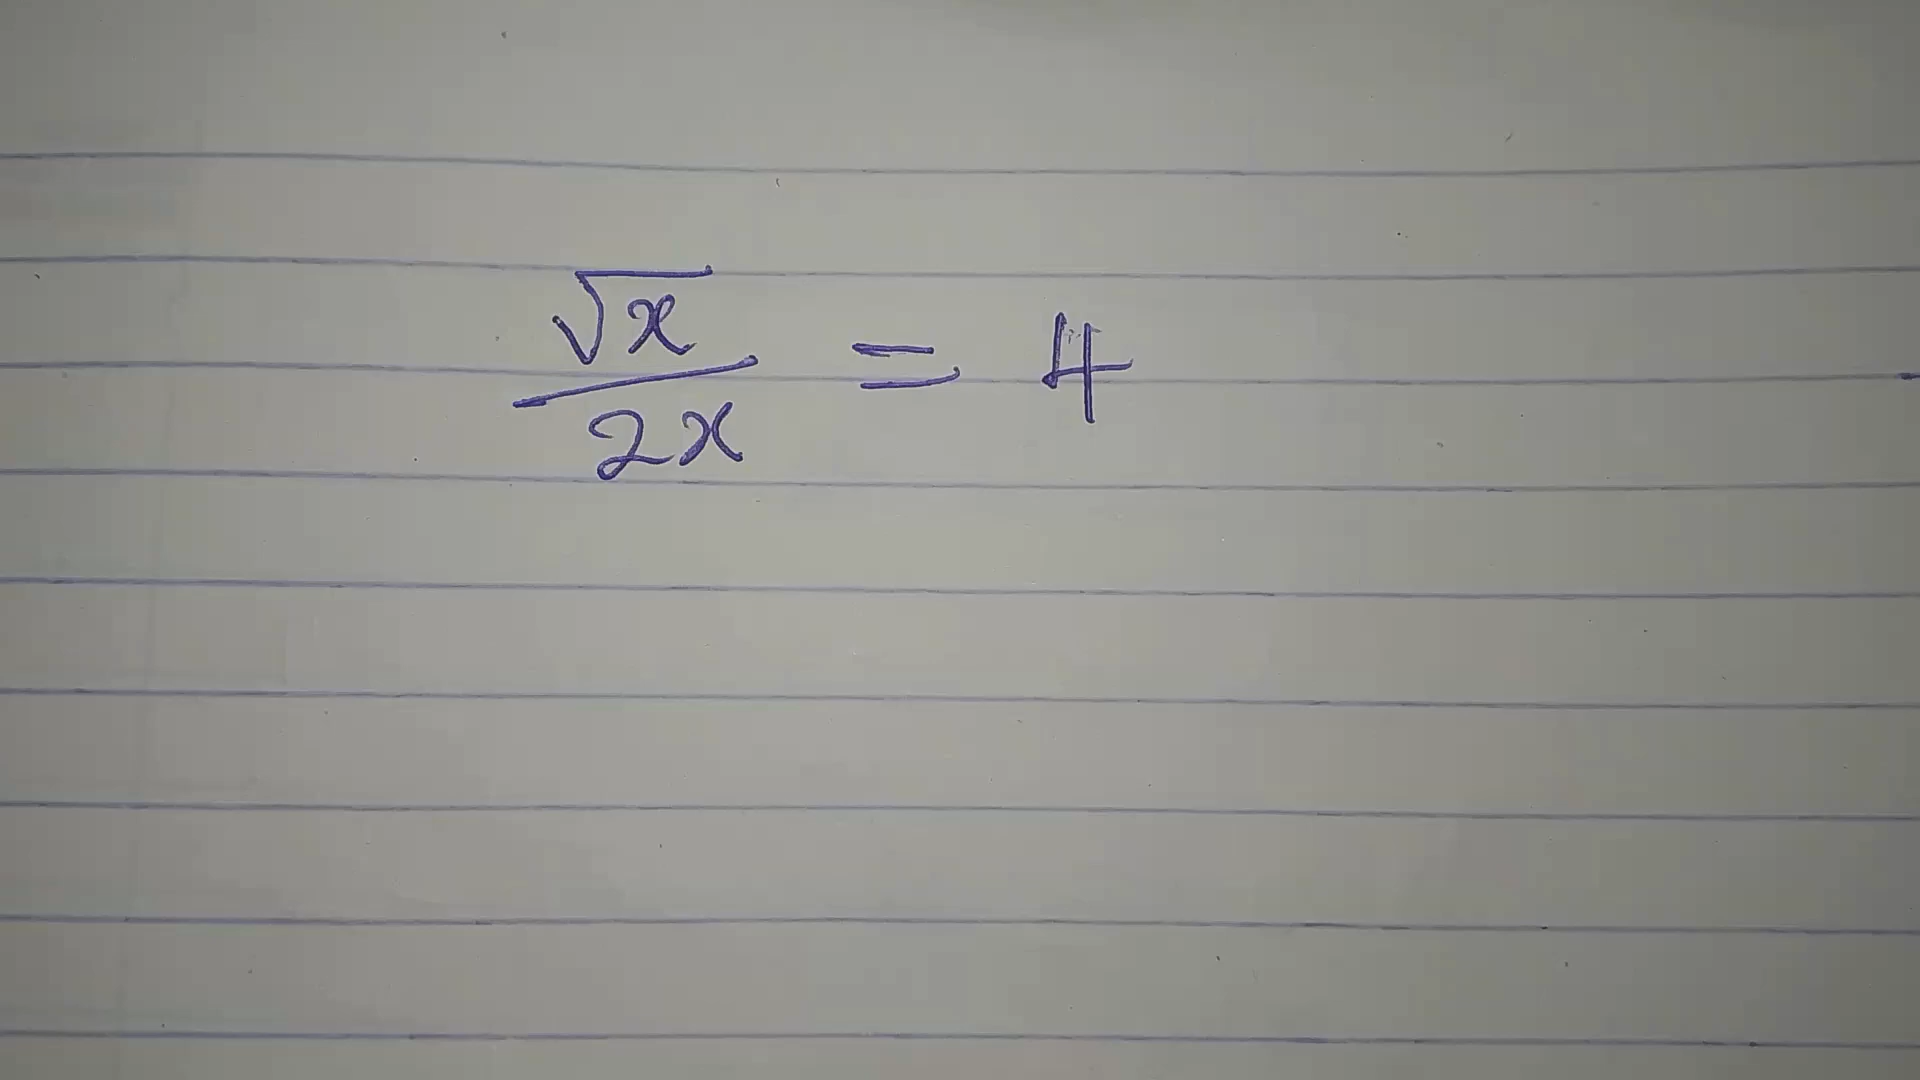 √x / 2x = 4